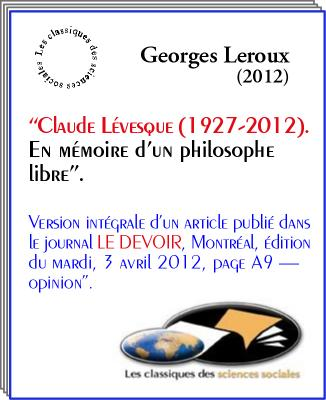 Les classiques des sciences sociales
Georges Leroux
(2012)
“Claude Lévesque (1927-2012).
En mémoire d’un philosophe
libre”.
Version intégrale d’un article publié dans
le journal LE DEVOIR, Montréal, édition
du mardi, 3 avril 2012, page A9 —
opinion”.
Les classiques des sciences sociales